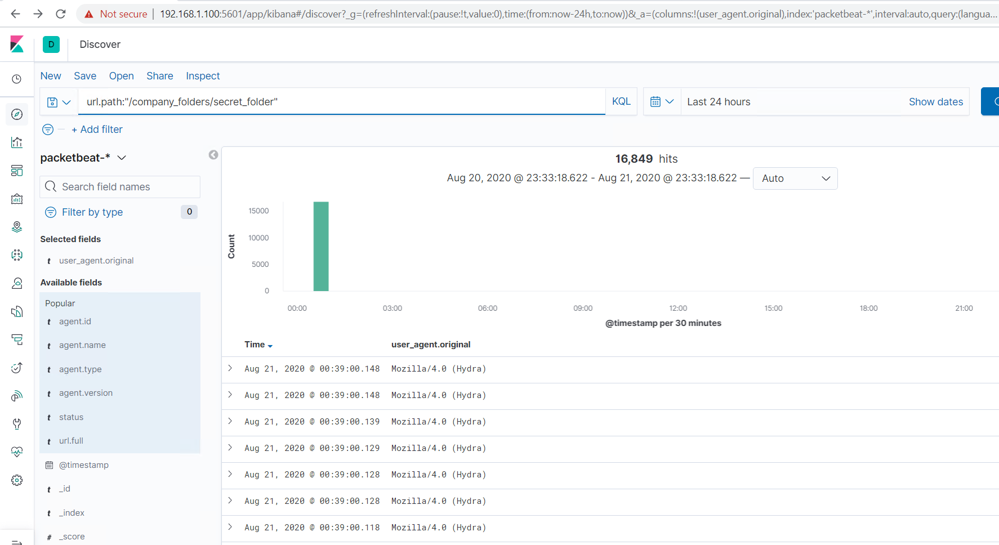 Not secure | 192.168.1.100:5601/app/kibana#/discover?_g=(refreshInterval:(pause:!t,value:0),time:(from:now-24h,to:now))&_a=(columns:!(user_agent.original),index:'packetbeat-*',interval:auto,query:(langua...
D Discover
New Save Open Share Inspect
url.path:"/company_folders/secret_folder" KQL Last 24 hours Show dates
+ Add filter
packetbeat-*
Search field names
Filter by type 0
Selected fields
t user_agent.original
Available fields
Popular
t agent.id
t agent.name
t agent.type
t agent.version
t status
t url.full
@timestamp
t _id
t _index
# _score
16,849 hits
Aug 20, 2020 @ 23:33:18.622 - Aug 21, 2020 @ 23:33:18.622 — Auto
Count
15000
10000
5000
0
00:00 03:00 06:00 09:00 12:00 15:00 18:00 21:00
@timestamp per 30 minutes
Time user_agent.original
Aug 21, 2020 @ 00:39:00.148 Mozilla/4.0 (Hydra)
Aug 21, 2020 @ 00:39:00.148 Mozilla/4.0 (Hydra)
Aug 21, 2020 @ 00:39:00.139 Mozilla/4.0 (Hydra)
Aug 21, 2020 @ 00:39:00.129 Mozilla/4.0 (Hydra)
Aug 21, 2020 @ 00:39:00.128 Mozilla/4.0 (Hydra)
Aug 21, 2020 @ 00:39:00.128 Mozilla/4.0 (Hydra)
Aug 21, 2020 @ 00:39:00.118 Mozilla/4.0 (Hydra)